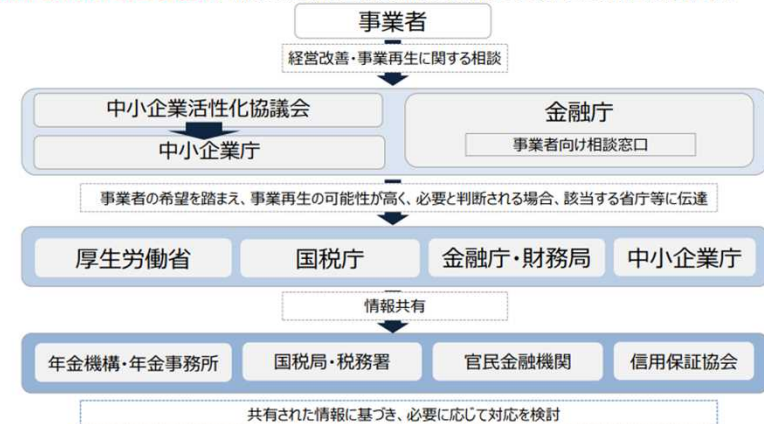 事業者
経営改善・事業再生に関する相談
中小企業活性化協議会
中小企業庁
金融庁
事業者向け相談窓口
事業者の希望を踏まえ、事業再生の可能性が高く、必要と判断される場合、該当する省庁等に伝達
厚生労働省
国税庁
金融庁・財務局
中小企業庁
情報共有
年金機構・年金事務所
国税局・税務署
官民金融機関
信用保証協会
共有された情報に基づき、必要に応じて対応を検討